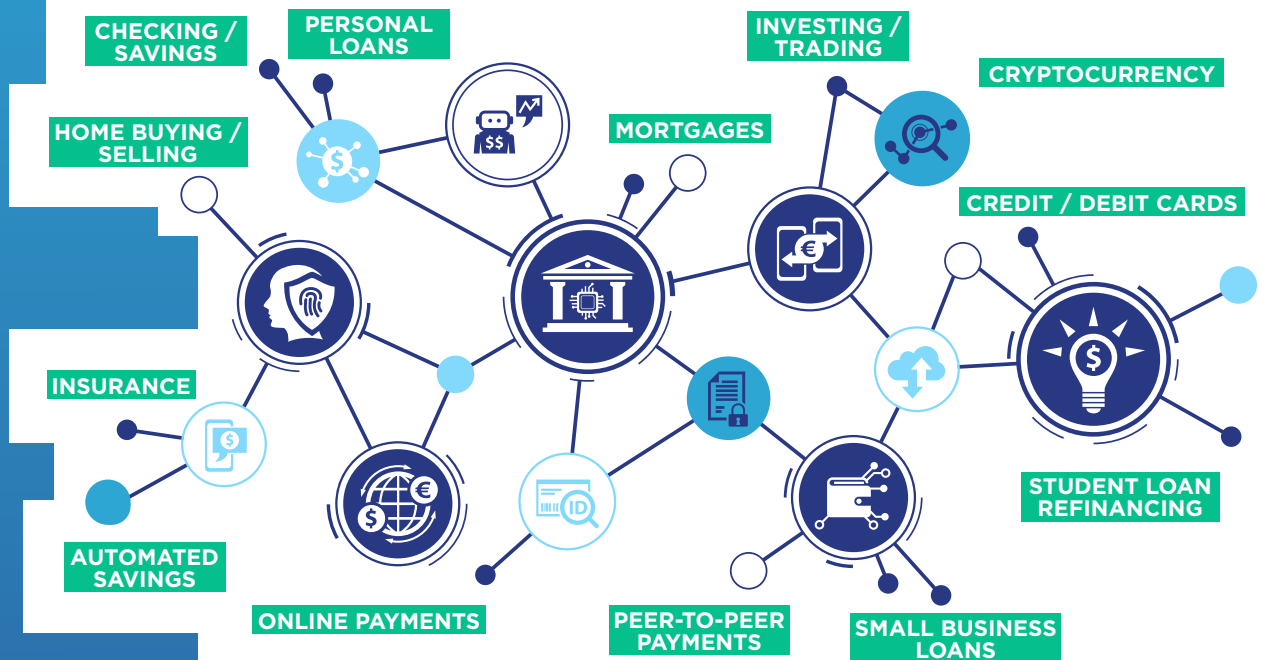 CHECKING /
SAVINGS
PERSONAL
LOANS
INVESTING /
TRADING
CRYPTOCURRENCY
HOME BUYING /
SELLING
MORTGAGES
$$
$
€
CREDIT / DEBIT CARDS
INSURANCE
$
$
€
$
ID
STUDENT LOAN
REFINANCING
AUTOMATED
SAVINGS
ONLINE PAYMENTS
PEER-TO-PEER
PAYMENTS
SMALL BUSINESS
LOANS